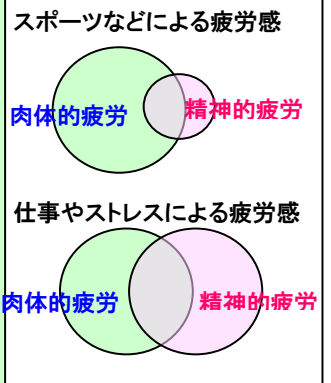 スポーツなどによる疲労感
肉体的疲労 精神的疲労
仕事やストレスによる疲労感
肉体的疲労 精神的疲労